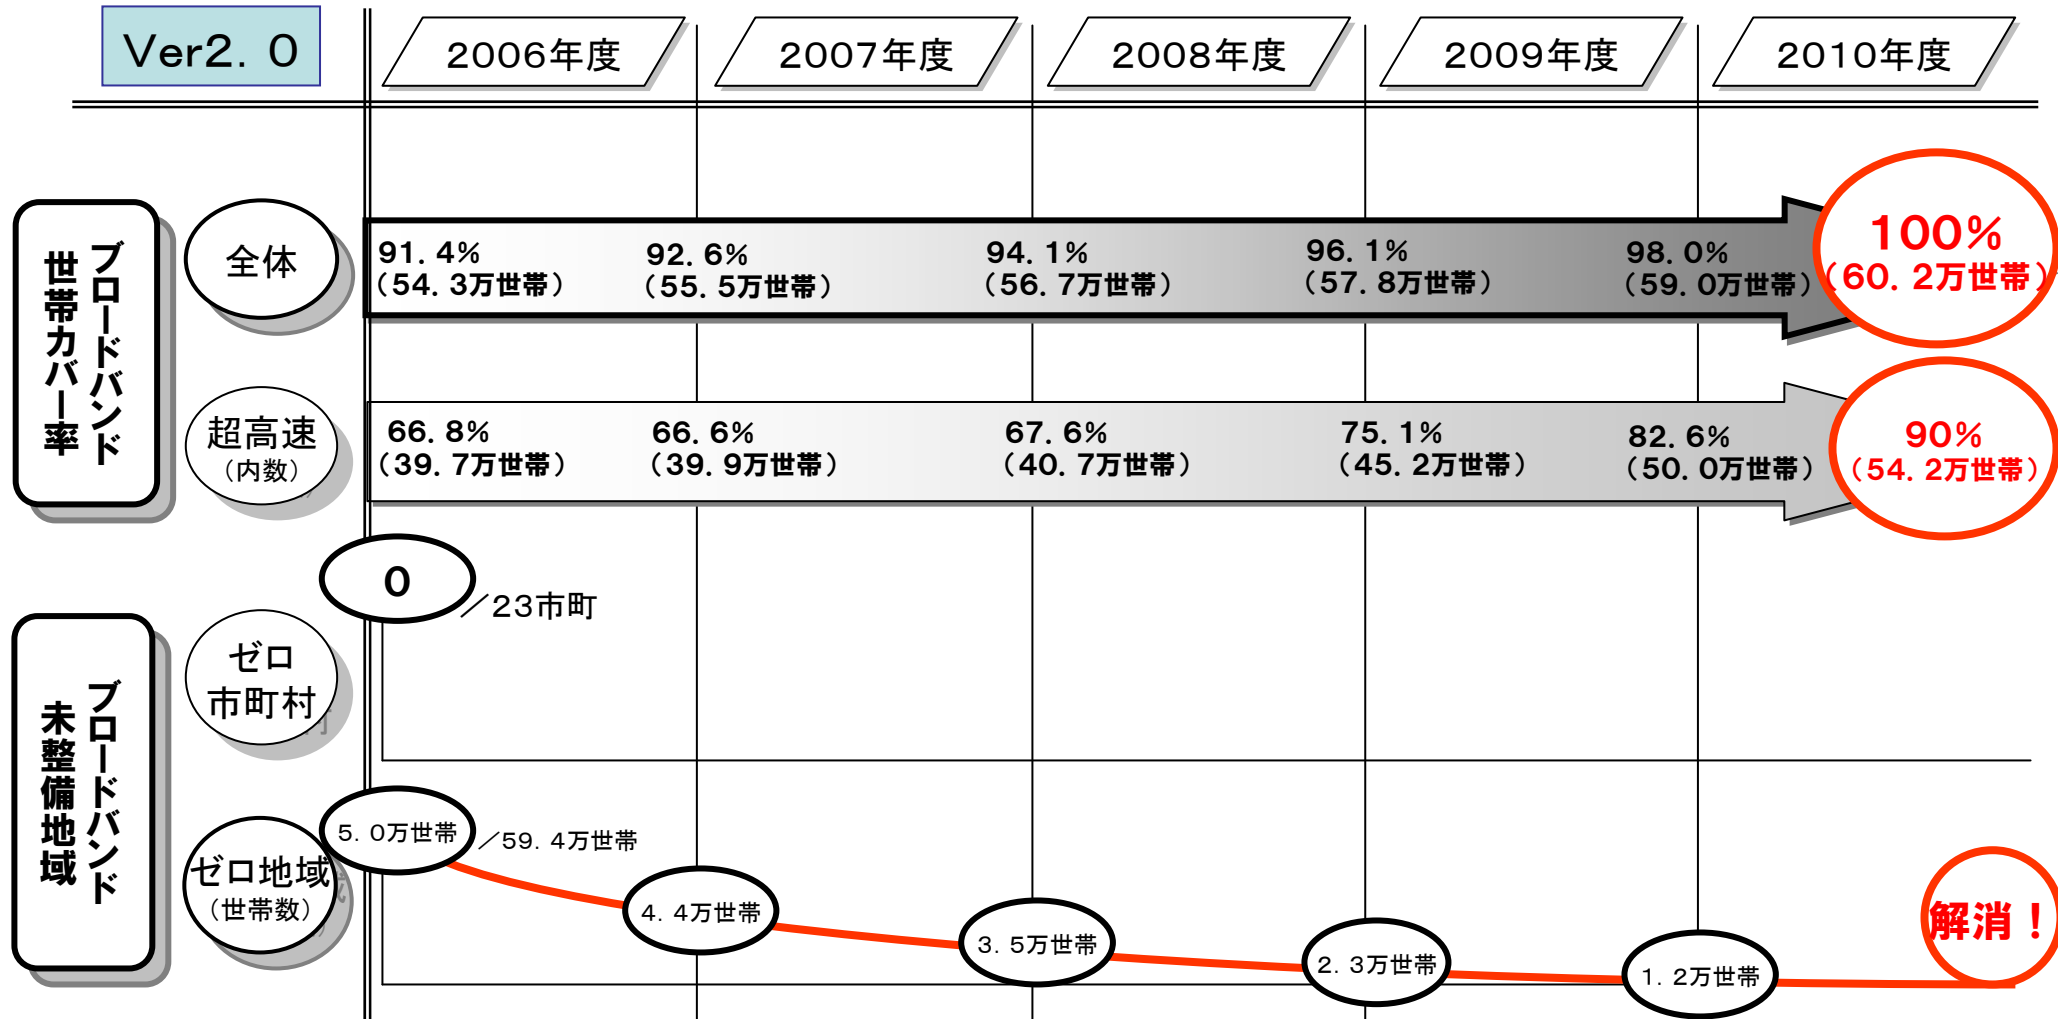 Ver2. 0
2006年度
2007年度
2008年度
2009年度
2010年度
ブロードバンド
世帯カバー率
全体
91. 4%
(54. 3万世帯)
92. 6%
(55. 5万世帯)
94. 1%
(56. 7万世帯)
96. 1%
(57. 8万世帯)
98. 0%
(59. 0万世帯)
100%
(60. 2万世帯)
超高速
(内数)
66. 8%
(39. 7万世帯)
66. 6%
(39. 9万世帯)
67. 6%
(40. 7万世帯)
75. 1%
(45. 2万世帯)
82. 6%
(50. 0万世帯)
90%
(54. 2万世帯)
ブロードバンド
未整備地域
ゼロ
市町村
0
/23市町
ゼロ地域
(世帯数)
5. 0万世帯
/59. 4万世帯
4. 4万世帯
3. 5万世帯
2. 3万世帯
1. 2万世帯
解消！